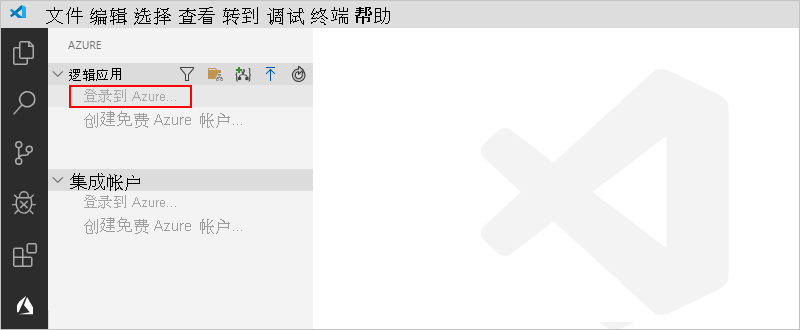 文件 编辑 选择 查看 转到 调试 终端 帮助
AZURE
逻辑应用
登录到 Azure...
创建免费 Azure 帐户...
集成帐户
登录到 Azure...
创建免费 Azure 帐户...